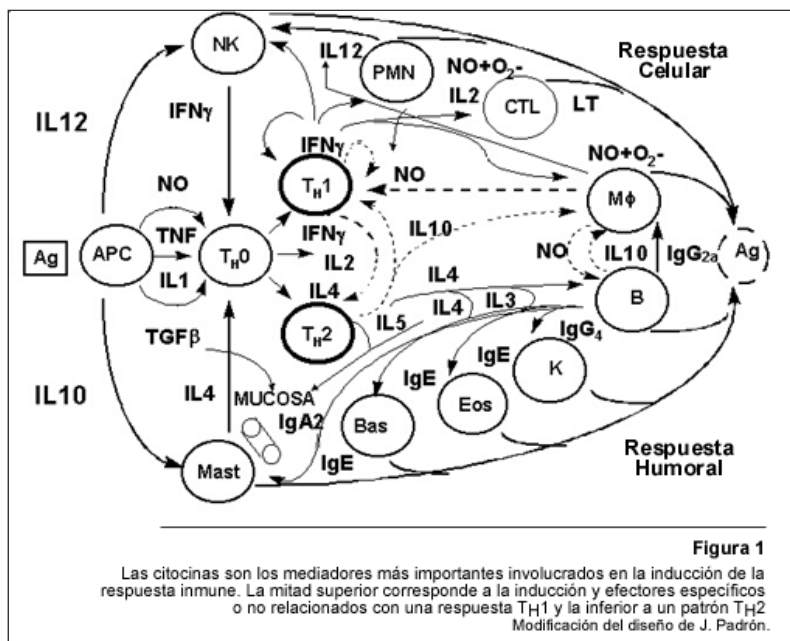 NK
IL12
PMN
NO+O2-
Respuesta
Celular
IL12
IFNγ
IL2
CTL
LT
IFNγ
NO+O2-
NO
TH1
NO
Mϕ
Ag
APC
TNF
TH0
IFNγ
IL10
IL2
NO
IL10
IgG2a
Ag
IL1
IL4
IL4
B
TH2
IL5
IL4
IL3
IgG4
TGFβ
IgE
K
IL10
IL4
MUCOSA
IgE
IgA2
Bas
Eos
Mast
IgE
Respuesta
Humoral
Figura 1
Las citocinas son los mediadores más importantes involucrados en la inducción de la
respuesta inmune. La mitad superior corresponde a la inducción y efectores específicos
o no relacionados con una respuesta TH1 y la inferior a un patrón TH2
Modificación del diseño de J. Padrón.